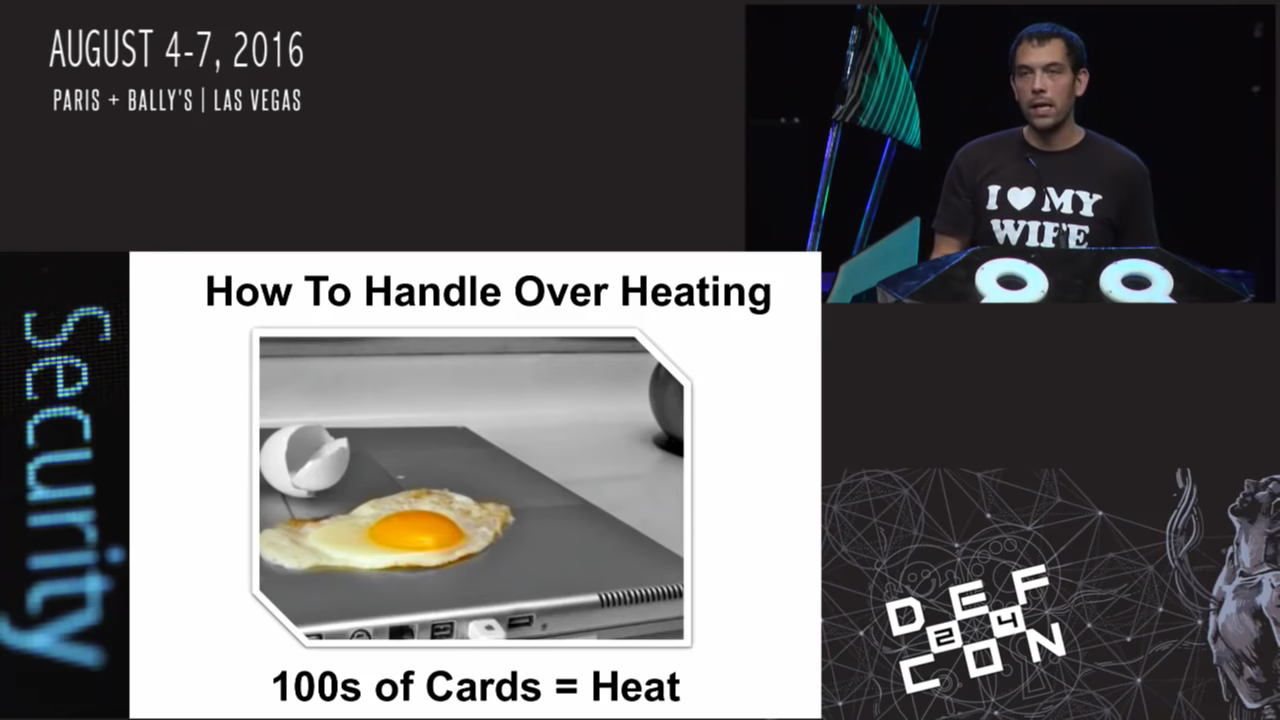 AUGUST 4-7, 2016
PARIS + BALLY'S | LAS VEGAS
I ♥ MY
WIFE
Security
How To Handle Over Heating
100s of Cards = Heat
DEF
24
CON